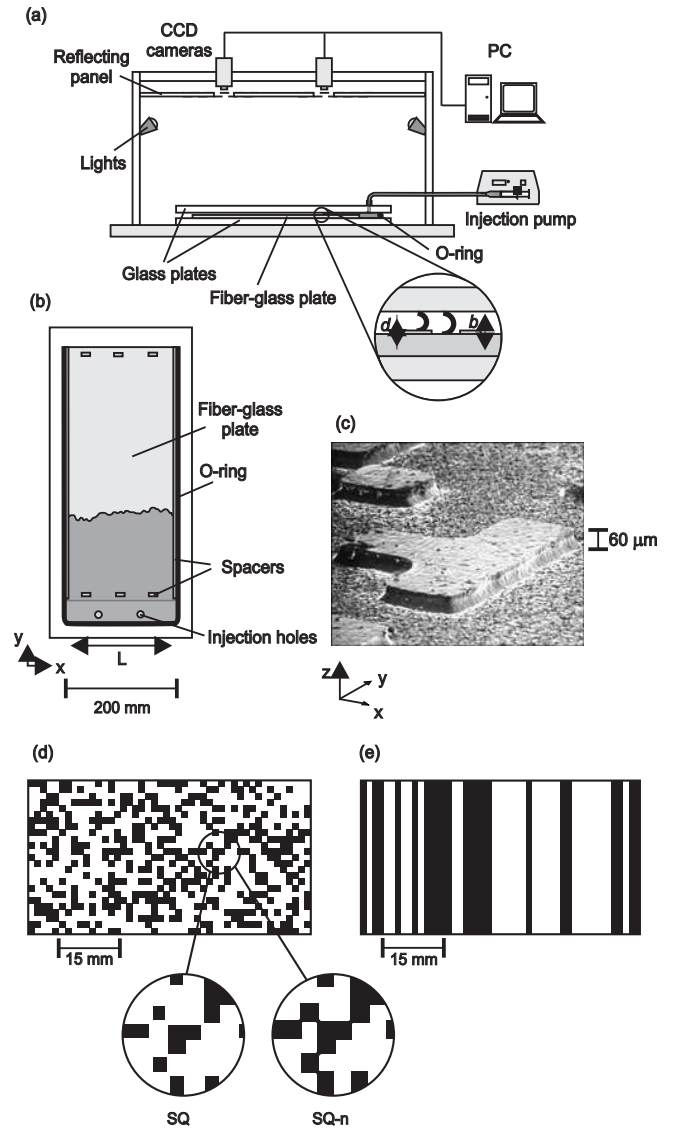 (a)
CCD
cameras
PC
Reflecting
panel
Lights
Injection pump
O-ring
Glass plates
Fiber-glass plate
d
b
(b)
Fiber-glass
plate
O-ring
Spacers
Injection holes
y
x
L
200 mm
(c)
60 μm
z
y
x
(d)
15 mm
SQ
SQ-n
(e)
15 mm